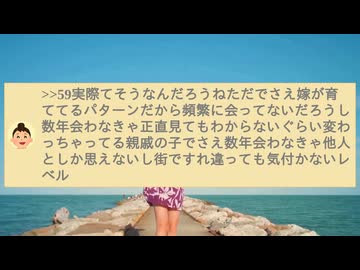 >>59実際てそうなんだろうねただでさえ嫁が育
ててるパターンだから頻繁に会ってないだろうし
数年会わなきゃ正直見てもわからないぐらい変わ
っちゃってる親戚の子でさえ数年会わなきゃ他人
としか思えないし街ですれ違っても気付かないレ
ベル